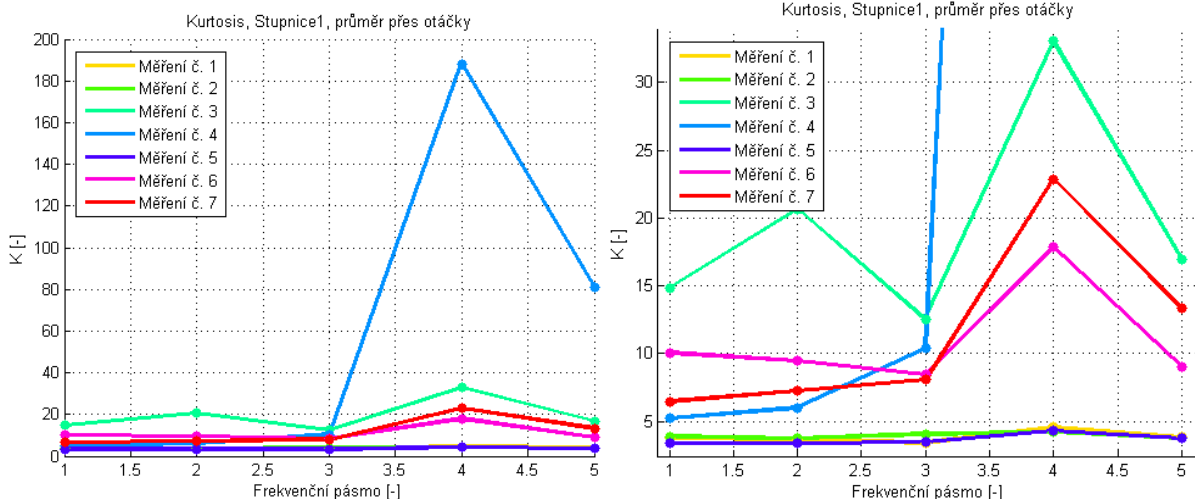 Kurtosis, Stupnice1, průměr přes otáčky
200
180
160
140
120
100
80
60
40
20
0
K [-]
Měření č. 1
Měření č. 2
Měření č. 3
Měření č. 4
Měření č. 5
Měření č. 6
Měření č. 7
1 1.5 2 2.5 3 3.5 4 4.5 5
Frekvenční pásmo [-]
Kurtosis, Stupnice1, průměr přes otáčky
30
25
20
15
10
5
K [-]
Měření č. 1
Měření č. 2
Měření č. 3
Měření č. 4
Měření č. 5
Měření č. 6
Měření č. 7
1 1.5 2 2.5 3 3.5 4 4.5 5
Frekvenční pásmo [-]